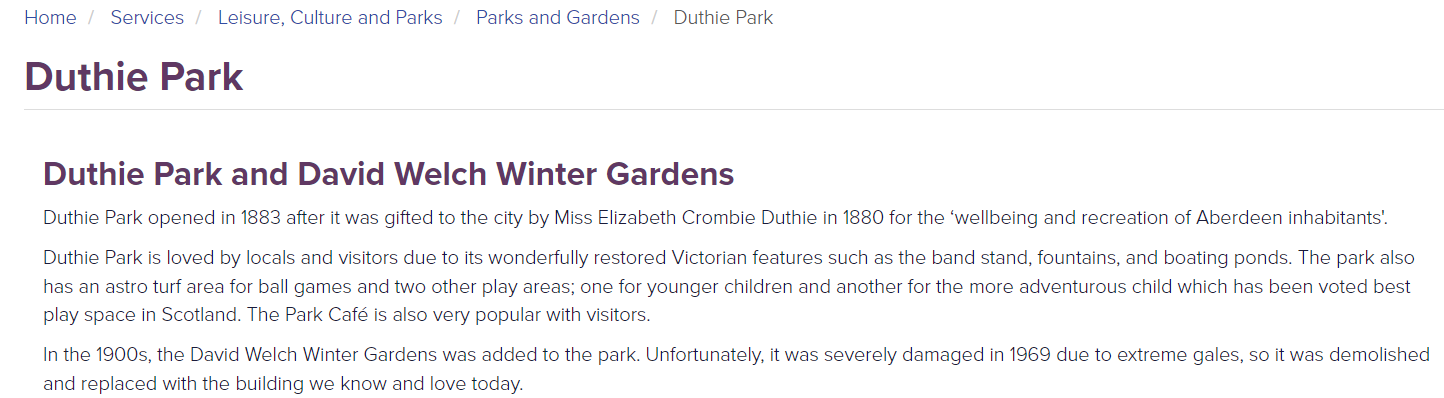 Home / Services / Leisure, Culture and Parks / Parks and Gardens / Duthie Park
Duthie Park
Duthie Park and David Welch Winter Gardens
Duthie Park opened in 1883 after it was gifted to the city by Miss Elizabeth Crombie Duthie in 1880 for the ‘wellbeing and recreation of Aberdeen inhabitants'.
Duthie Park is loved by locals and visitors due to its wonderfully restored Victorian features such as the band stand, fountains, and boating ponds. The park also
has an astro turf area for ball games and two other play areas; one for younger children and another for the more adventurous child which has been voted best
play space in Scotland. The Park Café is also very popular with visitors.
In the 1900s, the David Welch Winter Gardens was added to the park. Unfortunately, it was severely damaged in 1969 due to extreme gales, so it was demolished
and replaced with the building we know and love today.